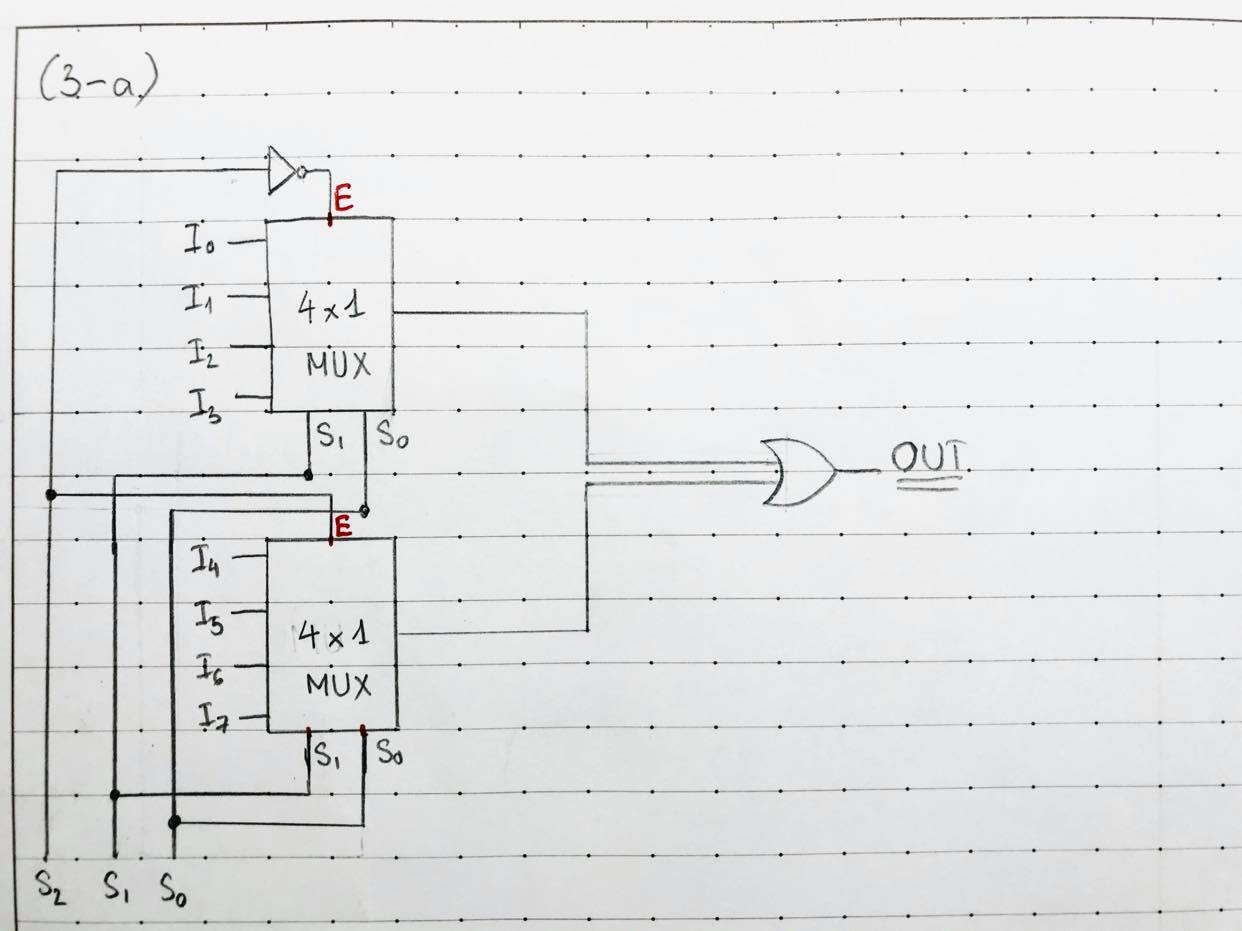 (3-a)
E
I₀
I₁
4x1
I₂
MUX
I₃
S₁ S₀
OUT
E
I₄
I₅
4x1
I₆
MUX
I₇
S₁ S₀
S₂ S₁ S₀